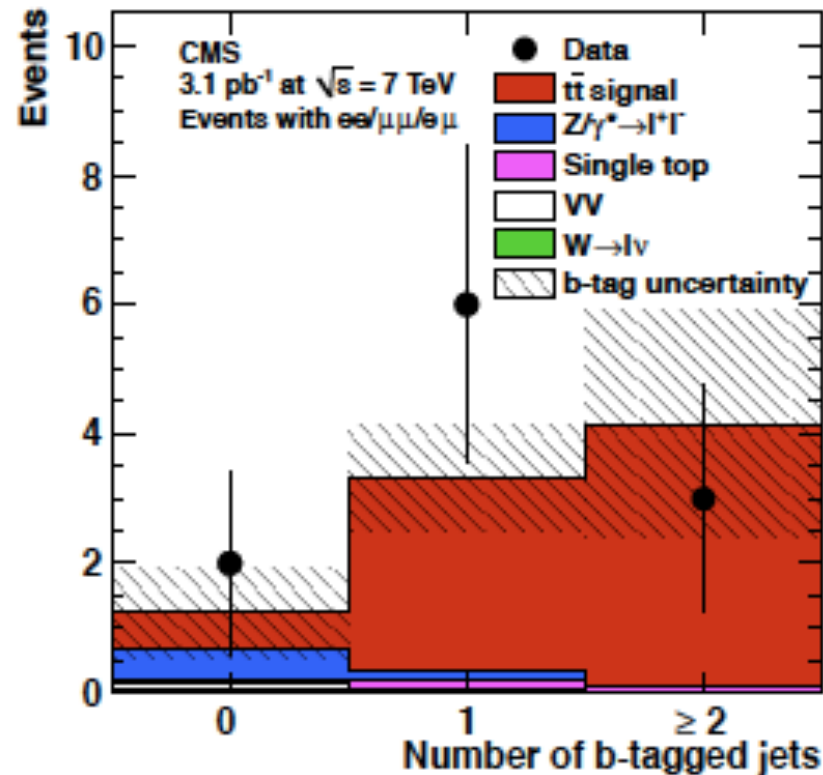 Events
10
8
6
4
2
0
CMS
3.1 pb⁻¹ at √s = 7 TeV
Events with ee/μμ/eμ
Data
tt̄ signal
Z/γ*→l⁺l⁻
Single top
VV
W→lν
b-tag uncertainty
0 1 ≥ 2
Number of b-tagged jets